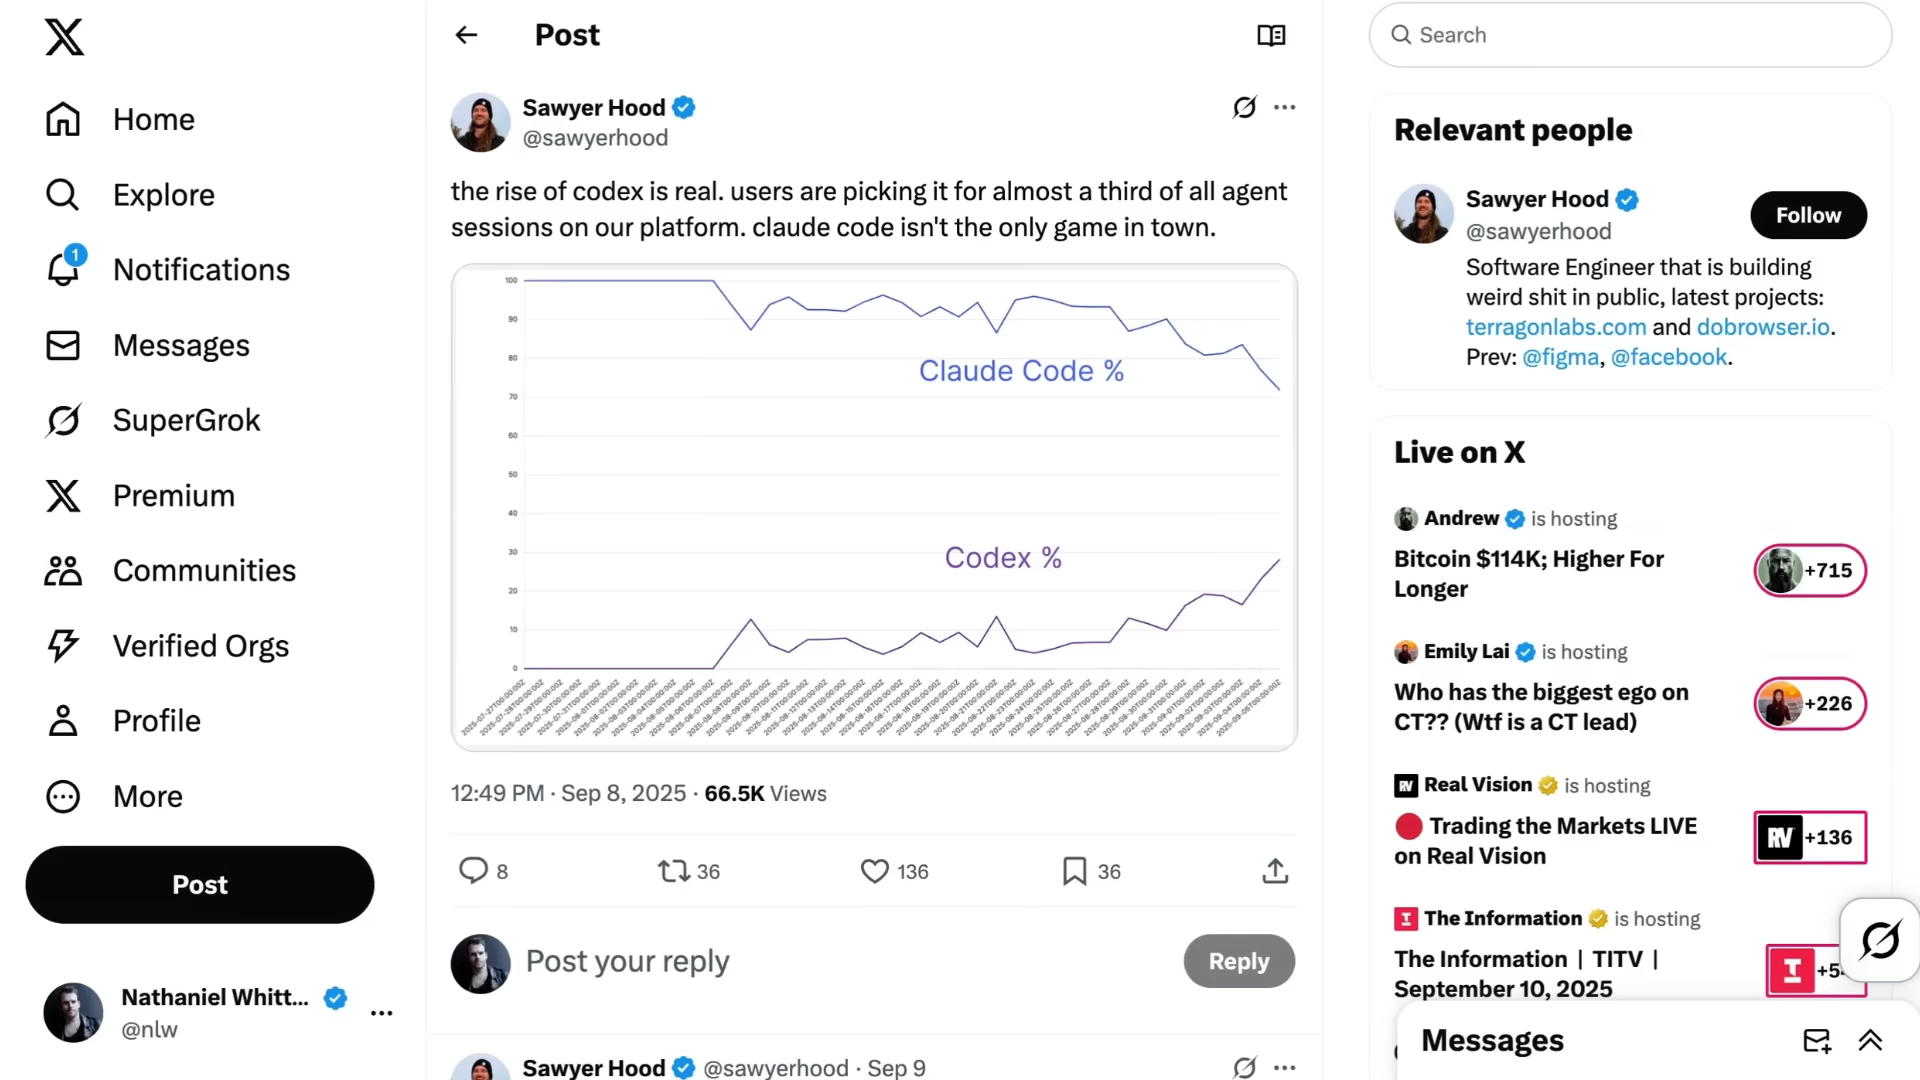 Home
Explore
1
Notifications
Messages
SuperGrok
Premium
Communities
Verified Orgs
Profile
More
Post
Nathaniel Whitt...
@nlw
Post
Sawyer Hood
@sawyerhood
the rise of codex is real. users are picking it for almost a third of all agent
sessions on our platform. claude code isn't the only game in town.
100
90
80
70
60
50
40
30
20
10
0
Claude Code %
Codex %
12:49 PM · Sep 8, 2025 · 66.5K Views
8
36
136
36
Post your reply
Reply
Sawyer Hood @sawyerhood · Sep 9
Search
Relevant people
Sawyer Hood
@sawyerhood
Follow
Software Engineer that is building
weird shit in public, latest projects:
terragonlabs.com and dobrowser.io.
Prev: @figma, @facebook.
Live on X
Andrew is hosting
Bitcoin $114K; Higher For
Longer
+715
Emily Lai is hosting
Who has the biggest ego on
CT?? (Wtf is a CT lead)
+226
RV Real Vision is hosting
Trading the Markets LIVE
on Real Vision
RV +136
The Information is hosting
The Information | TITV |
September 10, 2025
Messages